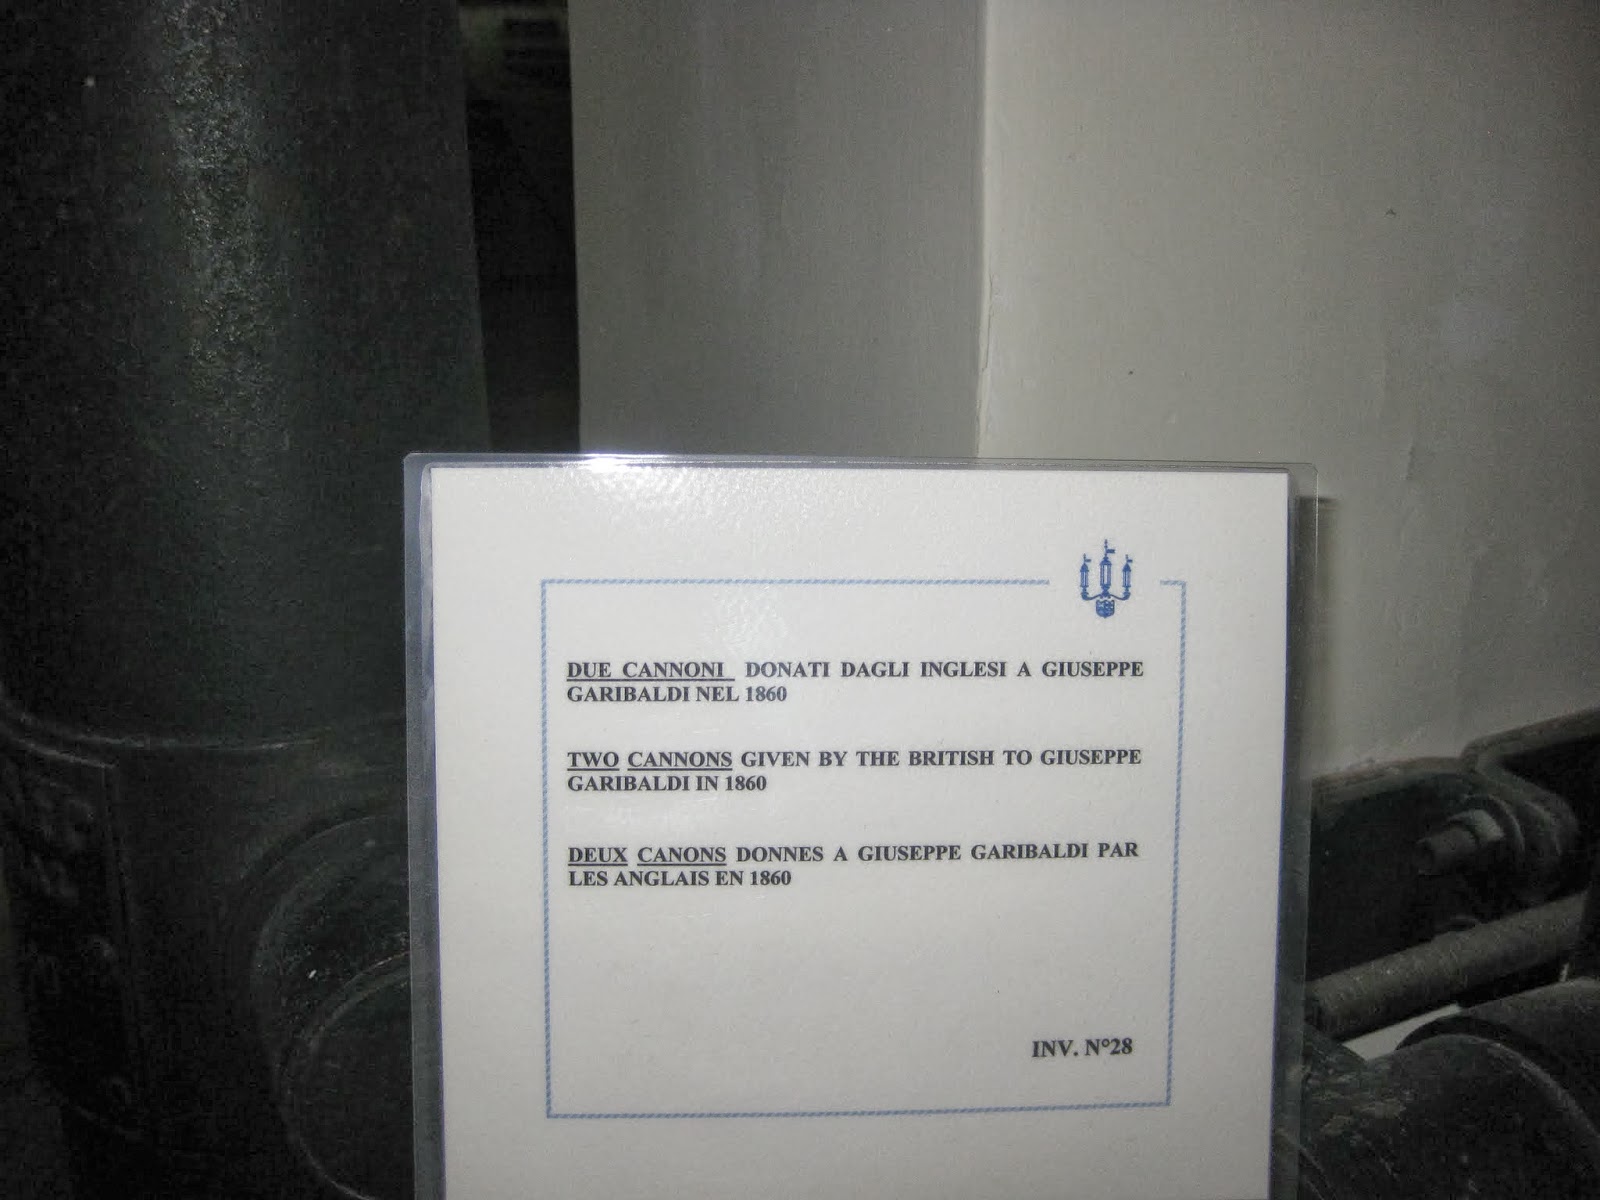 DUE CANNONI DONATI DAGLI INGLESI A GIUSEPPE
GARIBALDI NEL 1860
TWO CANNONS GIVEN BY THE BRITISH TO GIUSEPPE
GARIBALDI IN 1860
DEUX CANONS DONNES A GIUSEPPE GARIBALDI PAR
LES ANGLAIS EN 1860
INV. N°28